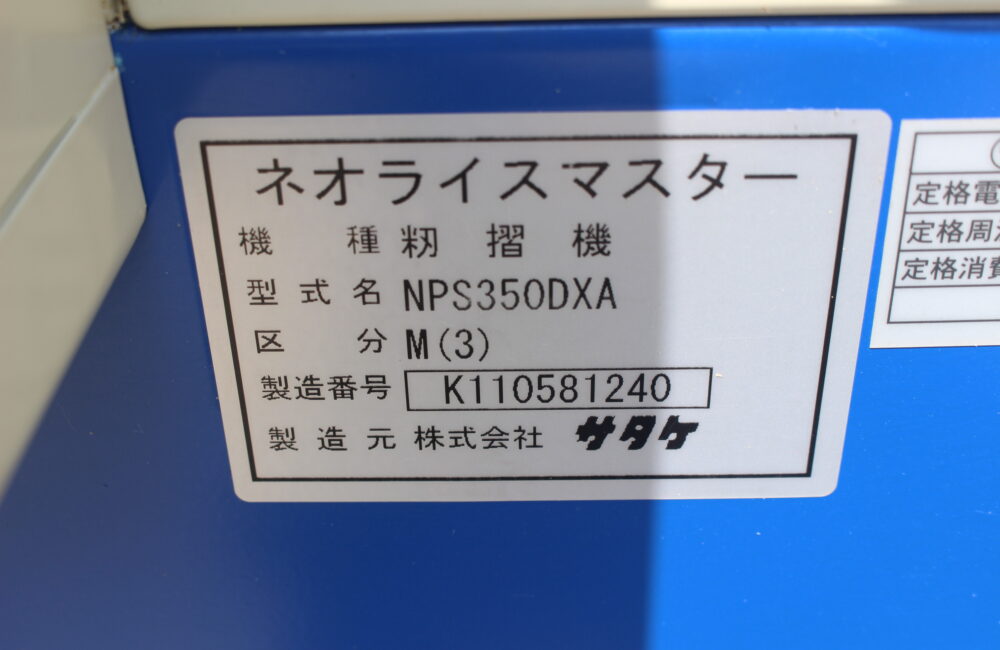 ネオライスマスター
機種 籾摺機
型式名 NPS350DXA
区分 M(3)
製造番号 K110581240
製造元 株式会社 サタケ
定格電
定格周
定格消費